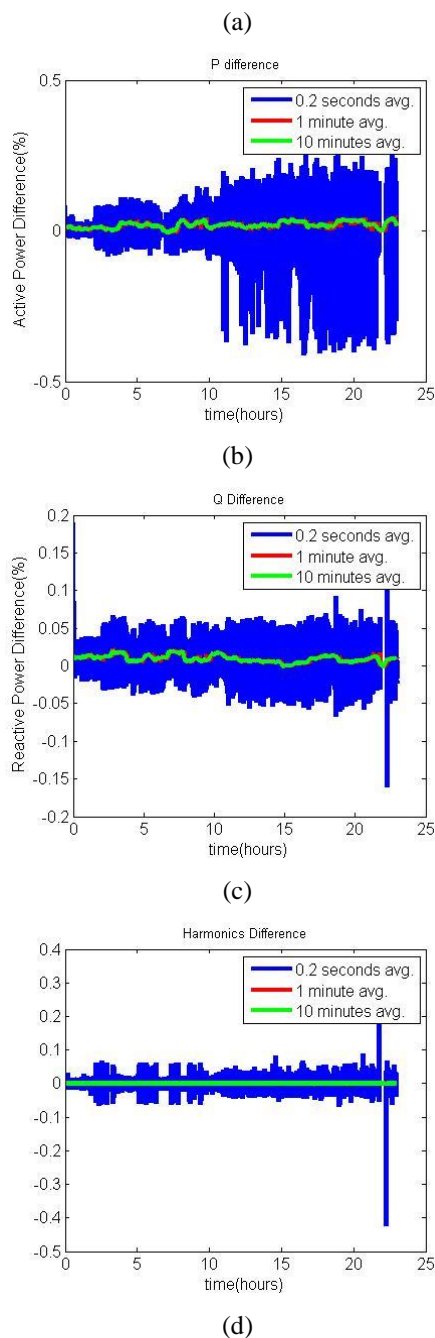 (a)
P difference
0.5
0
-0.5
Active Power Difference(%)
0.2 seconds avg.
1 minute avg.
10 minutes avg.
0 5 10 15 20 25
time(hours)
(b)
Q Difference
0.2
0.15
0.1
0.05
0
-0.05
-0.1
-0.15
-0.2
Reactive Power Difference(%)
0.2 seconds avg.
1 minute avg.
10 minutes avg.
0 5 10 15 20 25
time(hours)
(c)
Harmonics Difference
0.4
0.3
0.2
0.1
0
-0.1
-0.2
-0.3
-0.4
-0.5
0.2 seconds avg.
1 minute avg.
10 minutes avg.
0 5 10 15 20 25
time(hours)
(d)